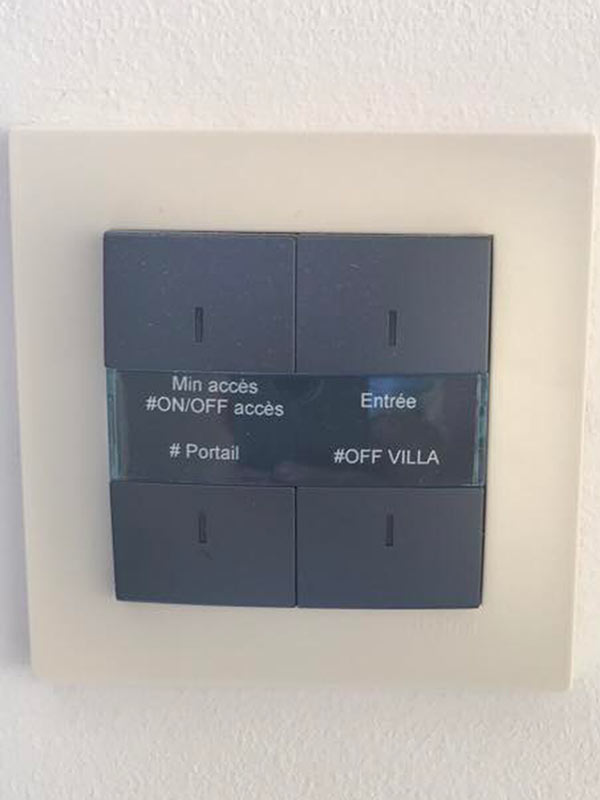 Min accès
#ON/OFF accès
Entrée
# Portail
#OFF VILLA